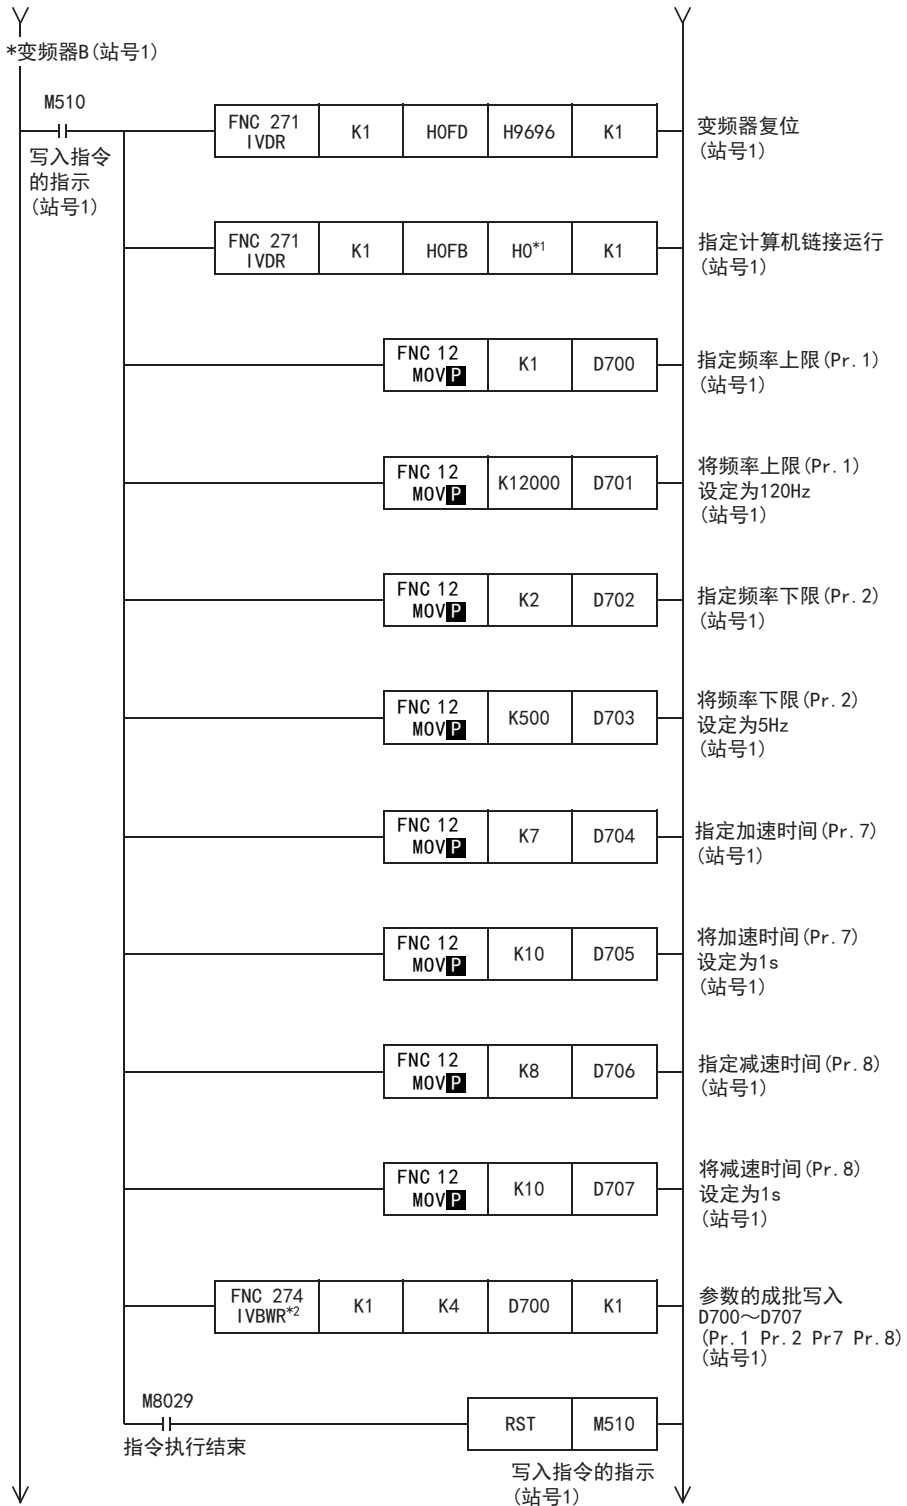 *变频器B(站号1)
M510
写入指令
的指示
(站号1)
FNC 271
IVDR
K1
H0FD
H9696
K1
变频器复位
(站号1)
FNC 271
IVDR
K1
H0FB
H0*1
K1
指定计算机链接运行
(站号1)
FNC 12
MOVP
K1
D700
指定频率上限(Pr.1)
(站号1)
FNC 12
MOVP
K12000
D701
将频率上限(Pr.1)
设定为120Hz
(站号1)
FNC 12
MOVP
K2
D702
指定频率下限(Pr.2)
(站号1)
FNC 12
MOVP
K500
D703
将频率下限(Pr.2)
设定为5Hz
(站号1)
FNC 12
MOVP
K7
D704
指定加速时间(Pr.7)
(站号1)
FNC 12
MOVP
K10
D705
将加速时间(Pr.7)
设定为1s
(站号1)
FNC 12
MOVP
K8
D706
指定减速时间(Pr.8)
(站号1)
FNC 12
MOVP
K10
D707
将减速时间(Pr.8)
设定为1s
(站号1)
FNC 274
IVBWR*2
K1
K4
D700
K1
参数的成批写入
D700～D707
(Pr.1 Pr.2 Pr7 Pr.8)
(站号1)
M8029
指令执行结束
RST
M510
写入指令的指示
(站号1)